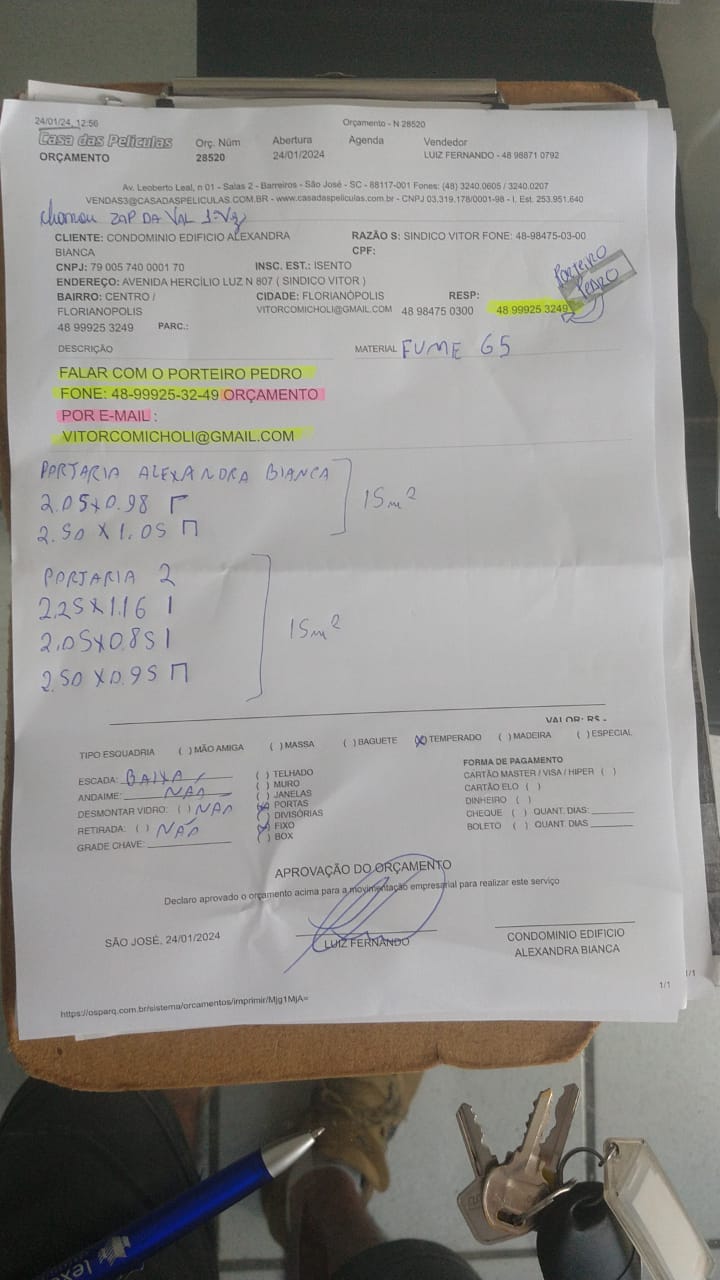 24/01/24, 12:56
Orçamento - N 28520
Casa das Peliculas
ORÇAMENTO
Orç. Núm
28520
Abertura
24/01/2024
Agenda
Vendedor
LUIZ FERNANDO - 48 98871 0792
Av. Leoberto Leal, n 01 - Salas 2 - Barreiros - São José - SC - 88117-001 Fones: (48) 3240.0605 / 3240.0207
VENDAS3@CASADASPELICULAS.COM.BR - www.casadaspeliculas.com.br - CNPJ 03.319.178/0001-98 - I. Est. 253.951.640
ZAP DA VAL
CLIENTE: CONDOMINIO EDIFICIO ALEXANDRA
BIANCA
RAZÃO S: SINDICO VITOR FONE: 48-98475-03-00
CPF:
CNPJ: 79 005 740 0001 70
INSC. EST.: ISENTO
ENDEREÇO: AVENIDA HERCÍLIO LUZ N 807 ( SINDICO VITOR )
BAIRRO: CENTRO /
FLORIANOPOLIS
CIDADE: FLORIANÓPOLIS
RESP:
VITORCOMICHOLI@GMAIL.COM
48 98475 0300
48 99925 3249
PORTEIRO
PEDRO
48 99925 3249
PARC.:
DESCRIÇÃO
MATERIAL FUME G5
FALAR COM O PORTEIRO PEDRO
FONE: 48-99925-32-49 ORÇAMENTO
POR E-MAIL :
VITORCOMICHOLI@GMAIL.COM
PORTARIA ALEXANDRA BIANCA
2.05x0.98
2.50 x 1.05
15m²
PORTARIA 2
2.25x1.16
2.05x0.85
2.50 x0.95
15m²
VALOR: R$ -
TIPO ESQUADRIA ( ) MÃO AMIGA ( ) MASSA ( ) BAGUETE (X) TEMPERADO ( ) MADEIRA ( ) ESPECIAL
ESCADA: BAIXA
ANDAIME: NÃO
DESMONTAR VIDRO: ( ) NÃO
RETIRADA: ( ) NÃO
GRADE CHAVE:
( ) TELHADO
( ) MURO
( ) JANELAS
(X) PORTAS
( ) DIVISÓRIAS
(X) FIXO
( ) BOX
FORMA DE PAGAMENTO
CARTÃO MASTER / VISA / HIPER ( )
CARTÃO ELO ( )
DINHEIRO ( )
CHEQUE ( ) QUANT. DIAS:
BOLETO ( ) QUANT. DIAS
APROVAÇÃO DO ORÇAMENTO
Declaro aprovado o orçamento acima para a movimentação empresarial para realizar este serviço
SÃO JOSÉ, 24/01/2024
LUIZ FERNANDO
CONDOMINIO EDIFICIO
ALEXANDRA BIANCA
1/1
1/1
https://osparq.com.br/sistema/orcamentos/imprimir/Mjg1MjA=